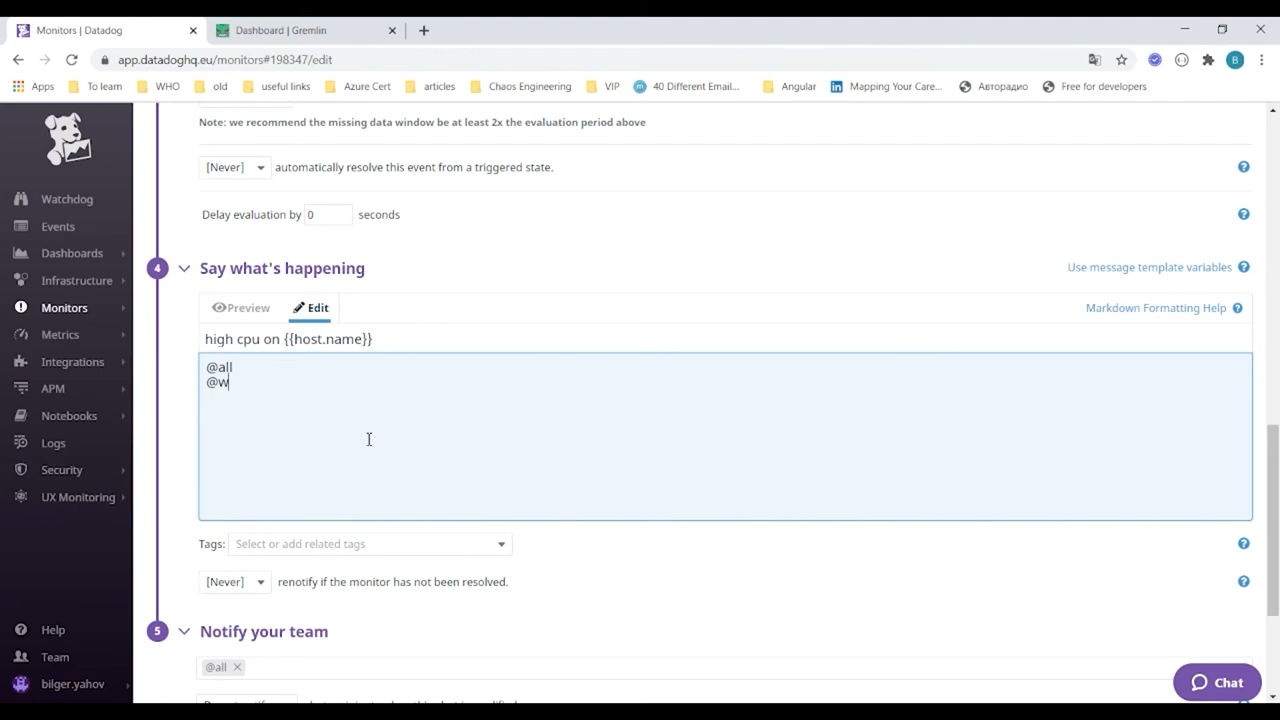 Monitors | Datadog
Dashboard | Gremlin
app.datadoghq.eu/monitors#198347/edit
B
Apps
To learn
WHO
old
useful links
Azure Cert
articles
Chaos Engineering
VIP
40 Different Email...
Angular
Mapping Your Care...
Авторадио
Free for developers
Note: we recommend the missing data window be at least 2x the evaluation period above
[Never] automatically resolve this event from a triggered state.
Delay evaluation by 0 seconds
4 Say what's happening
Use message template variables
Preview
Edit
Markdown Formatting Help
high cpu on {{host.name}}
@all
@w
Tags: Select or add related tags
[Never] renotify if the monitor has not been resolved.
5 Notify your team
@all
Chat
Watchdog
Events
Dashboards
Infrastructure
Monitors
Metrics
Integrations
APM
Notebooks
Logs
Security
UX Monitoring
Help
Team
bilger.yahov